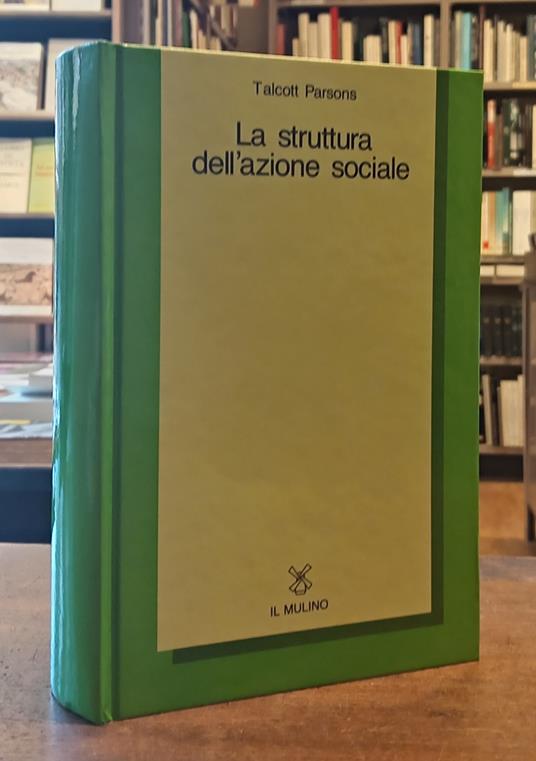 Talcott Parsons
La struttura
dell'azione sociale
IL MULINO